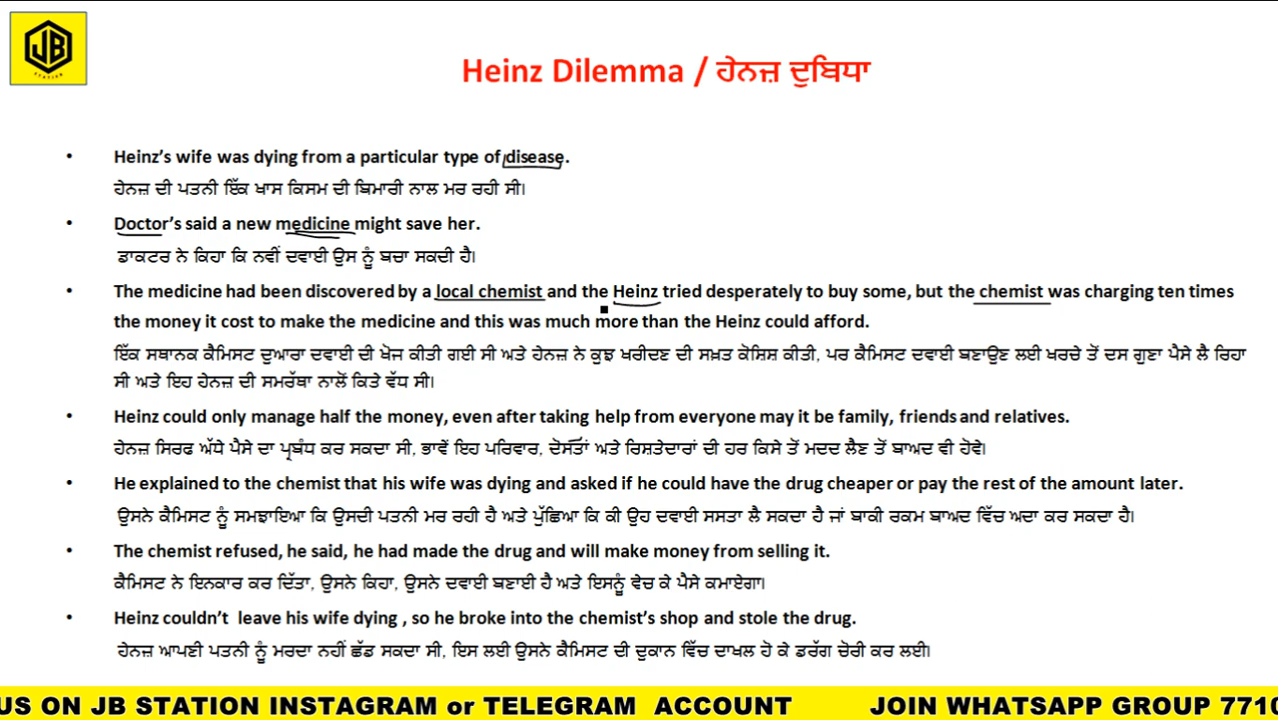 JB
STATION
Heinz Dilemma / ਹੇਨਜ਼ ਦੁਬਿਧਾ
• Heinz’s wife was dying from a particular type of disease.
ਹੇਨਜ਼ ਦੀ ਪਤਨੀ ਇੱਕ ਖਾਸ ਕਿਸਮ ਦੀ ਬਿਮਾਰੀ ਨਾਲ ਮਰ ਰਹੀ ਸੀ।
• Doctor’s said a new medicine might save her.
ਡਾਕਟਰ ਨੇ ਕਿਹਾ ਕਿ ਨਵੀਂ ਦਵਾਈ ਉਸ ਨੂੰ ਬਚਾ ਸਕਦੀ ਹੈ।
• The medicine had been discovered by a local chemist and the Heinz tried desperately to buy some, but the chemist was charging ten times
the money it cost to make the medicine and this was much more than the Heinz could afford.
ਇੱਕ ਸਥਾਨਕ ਕੈਮਿਸਟ ਦੁਆਰਾ ਦਵਾਈ ਦੀ ਖੋਜ ਕੀਤੀ ਗਈ ਸੀ ਅਤੇ ਹੇਨਜ਼ ਨੇ ਕੁਝ ਖਰੀਦਣ ਦੀ ਸਖ਼ਤ ਕੋਸ਼ਿਸ਼ ਕੀਤੀ, ਪਰ ਕੈਮਿਸਟ ਦਵਾਈ ਬਣਾਉਣ ਲਈ ਖਰਚੇ ਤੋਂ ਦਸ ਗੁਣਾ ਪੈਸੇ ਲੈ ਰਿਹਾ
ਸੀ ਅਤੇ ਇਹ ਹੇਨਜ਼ ਦੀ ਸਮਰੱਥਾ ਨਾਲੋਂ ਕਿਤੇ ਵੱਧ ਸੀ।
• Heinz could only manage half the money, even after taking help from everyone may it be family, friends and relatives.
ਹੇਨਜ਼ ਸਿਰਫ ਅੱਧੇ ਪੈਸੇ ਦਾ ਪ੍ਰਬੰਧ ਕਰ ਸਕਦਾ ਸੀ, ਭਾਵੇਂ ਇਹ ਪਰਿਵਾਰ, ਦੋਸਤਾਂ ਅਤੇ ਰਿਸ਼ਤੇਦਾਰਾਂ ਦੀ ਹਰ ਕਿਸੇ ਤੋਂ ਮਦਦ ਲੈਣ ਤੋਂ ਬਾਅਦ ਵੀ ਹੋਵੇ।
• He explained to the chemist that his wife was dying and asked if he could have the drug cheaper or pay the rest of the amount later.
ਉਸਨੇ ਕੈਮਿਸਟ ਨੂੰ ਸਮਝਾਇਆ ਕਿ ਉਸਦੀ ਪਤਨੀ ਮਰ ਰਹੀ ਹੈ ਅਤੇ ਪੁੱਛਿਆ ਕਿ ਕੀ ਉਹ ਦਵਾਈ ਸਸਤਾ ਲੈ ਸਕਦਾ ਹੈ ਜਾਂ ਬਾਕੀ ਰਕਮ ਬਾਅਦ ਵਿੱਚ ਅਦਾ ਕਰ ਸਕਦਾ ਹੈ।
• The chemist refused, he said, he had made the drug and will make money from selling it.
ਕੈਮਿਸਟ ਨੇ ਇਨਕਾਰ ਕਰ ਦਿੱਤਾ, ਉਸਨੇ ਕਿਹਾ, ਉਸਨੇ ਦਵਾਈ ਬਣਾਈ ਹੈ ਅਤੇ ਇਸਨੂੰ ਵੇਚ ਕੇ ਪੈਸੇ ਕਮਾਏਗਾ।
• Heinz couldn’t leave his wife dying , so he broke into the chemist’s shop and stole the drug.
ਹੇਨਜ਼ ਆਪਣੀ ਪਤਨੀ ਨੂੰ ਮਰਦਾ ਨਹੀਂ ਛੱਡ ਸਕਦਾ ਸੀ, ਇਸ ਲਈ ਉਸਨੇ ਕੈਮਿਸਟ ਦੀ ਦੁਕਾਨ ਵਿੱਚ ਦਾਖਲ ਹੋ ਕੇ ਡਰੱਗ ਚੋਰੀ ਕਰ ਲਈ।
US ON JB STATION INSTAGRAM or TELEGRAM ACCOUNT JOIN WHATSAPP GROUP 7710